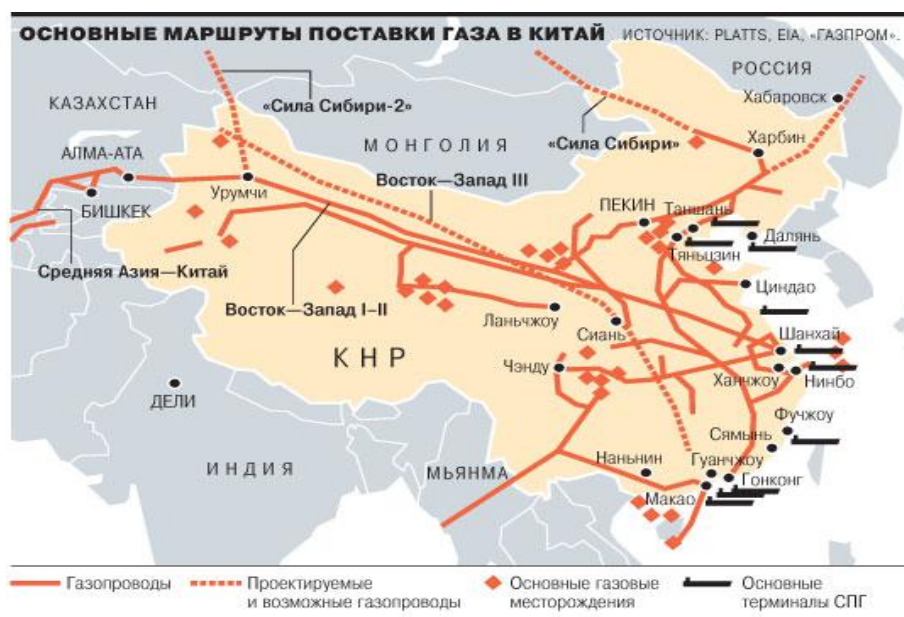 ОСНОВНЫЕ МАРШРУТЫ ПОСТАВКИ ГАЗА В КИТАЙ ИСТОЧНИК: PLATTS, EIA, «ГАЗПРОМ».
РОССИЯ
КАЗАХСТАН
«Сила Сибири-2»
Хабаровск
«Сила Сибири»
Харбин
МОНГОЛИЯ
АЛМА-АТА
Урумчи
Восток—Запад III
БИШКЕК
ПЕКИН
Таншань
Далянь
Тяньцзин
Средняя Азия—Китай
Циндао
Восток—Запад I–II
Ланьчжоу
Сиань
Шанхай
КНР
Чэнду
Ханчжоу
Нинбо
ДЕЛИ
Фучжоу
Сямынь
Наньнин
Гуанчжоу
ИНДИЯ
МЬЯНМА
Гонконг
Макао
Газопроводы
Проектируемые
и возможные газопроводы
Основные газовые
месторождения
Основные
терминалы СПГ